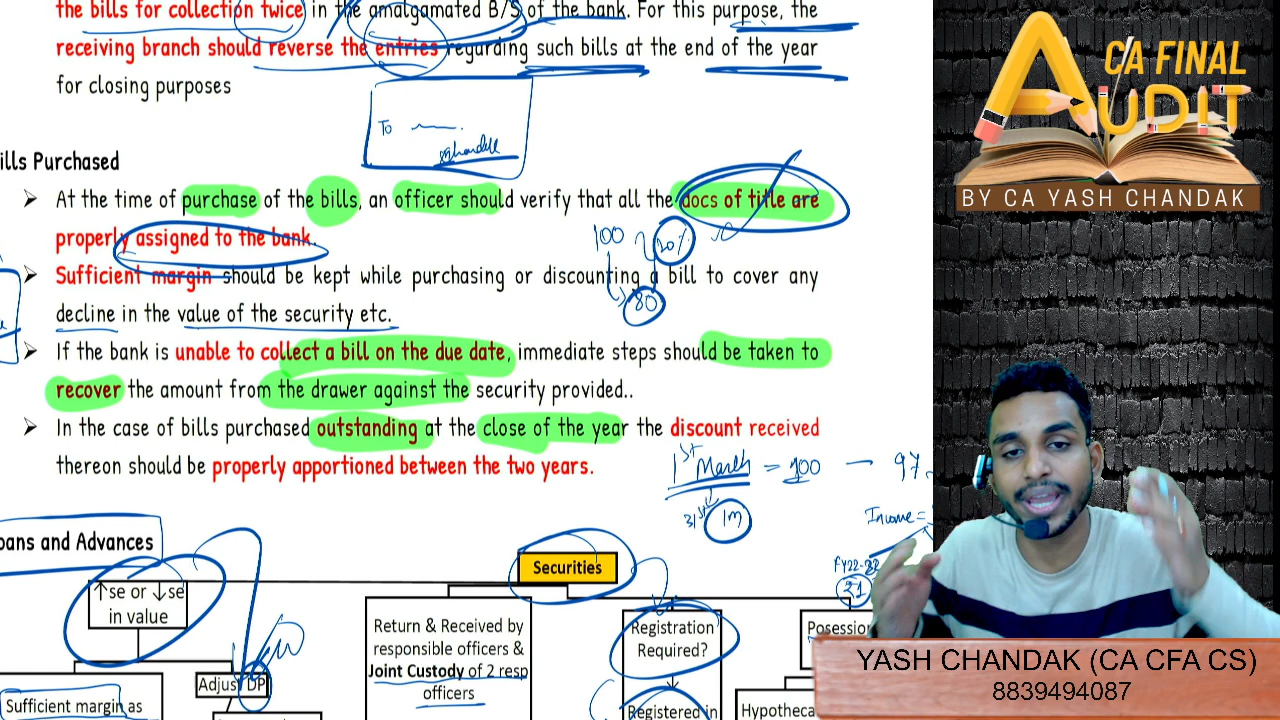 the bills for collection twice in the amalgamated B/S of the bank. For this purpose, the
receiving branch should reverse the entries regarding such bills at the end of the year
for closing purposes
To
ills Purchased
➤ At the time of purchase of the bills, an officer should verify that all the docs of title are
properly assigned to the bank.
100 20%
➤ Sufficient margin should be kept while purchasing or discounting a bill to cover any
80
decline in the value of the security etc.
➤ If the bank is unable to collect a bill on the due date, immediate steps should be taken to
recover the amount from the drawer against the security provided..
➤ In the case of bills purchased outstanding at the close of the year the discount received
thereon should be properly apportioned between the two years.
1st March = 100 — 97
31st 1m
Income =
FY22-
21
oans and Advances
Securities
↑se or ↓se
in value
Return & Received by
responsible officers &
Joint Custody of 2 resp
officers
Registration
Required?
Registered in
Adjust DP
Sufficient margin as
Hypotheca
CA FINAL
AUDIT
BY CA YASH CHANDAK
YASH CHANDAK (CA CFA CS)
8839494087